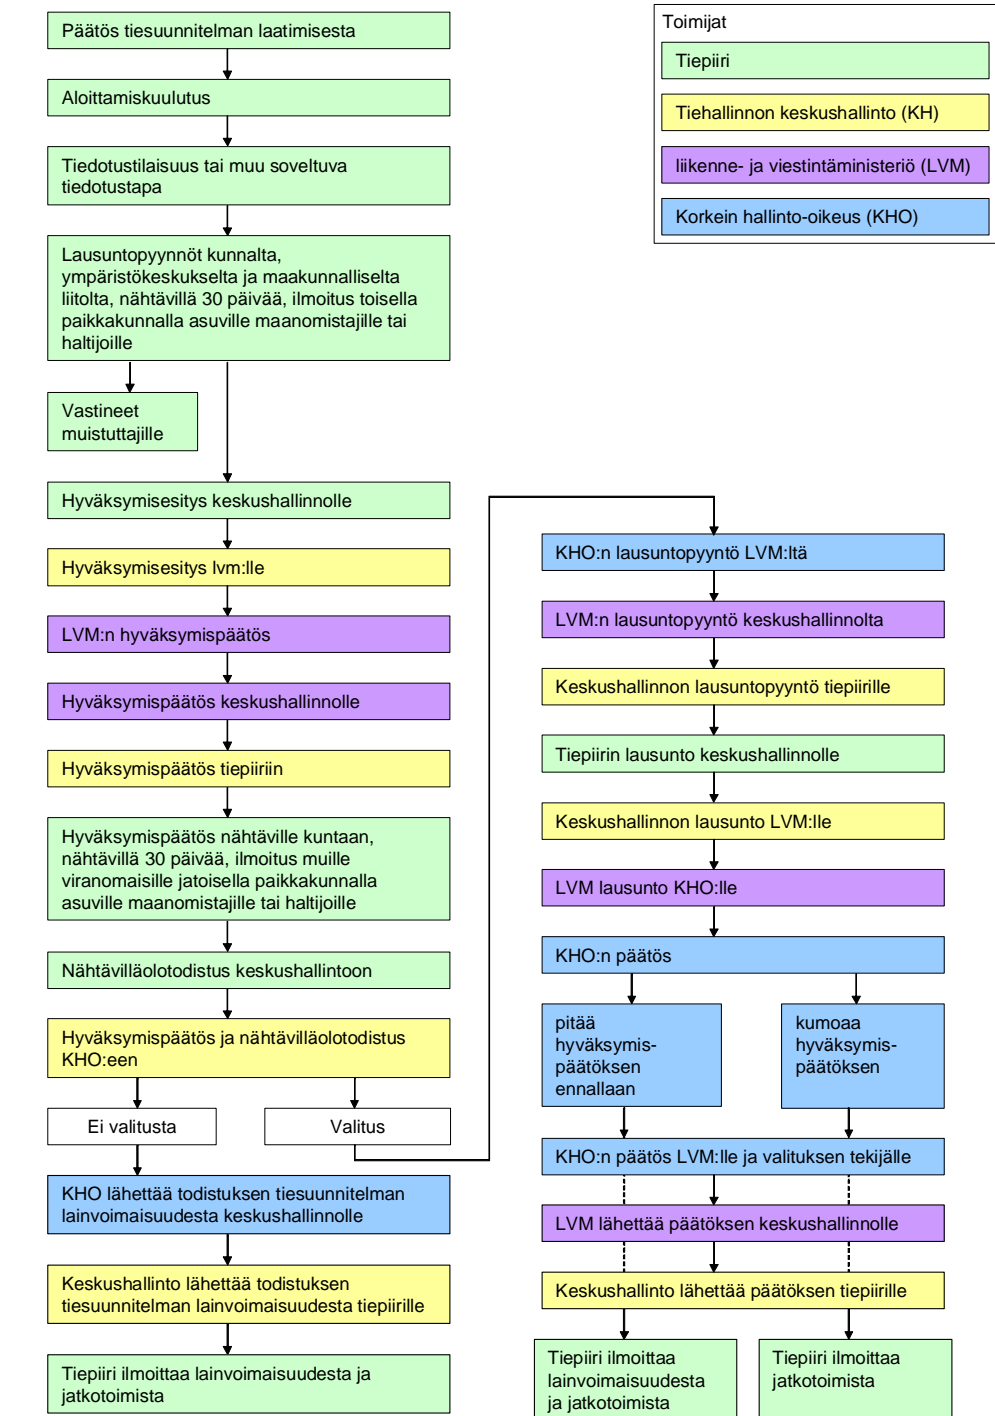 Päätös tiesuunnitelman laatimisesta
Aloittamiskuulutus
Tiedotustilaisuus tai muu soveltuva
tiedotustapa
Lausuntopyynnöt kunnalta,
ympäristökeskukselta ja maakunnalliselta
liitolta, nähtävillä 30 päivää, ilmoitus toisella
paikkakunnalla asuville maanomistajille tai
haltijoille
Vastineet
muistuttajille
Hyväksymisesitys keskushallinnolle
Hyväksymisesitys lvm:lle
LVM:n hyväksymispäätös
Hyväksymispäätös keskushallinnolle
Hyväksymispäätös tiepiiriin
Hyväksymispäätös nähtäville kuntaan,
nähtävillä 30 päivää, ilmoitus muille
viranomaisille jatoisella paikkakunnalla
asuville maanomistajille tai haltijoille
Nähtävilläolotodistus keskushallintoon
Hyväksymispäätös ja nähtävilläolotodistus
KHO:een
Ei valitusta
Valitus
KHO lähettää todistuksen tiesuunnitelman
lainvoimaisuudesta keskushallinnolle
Keskushallinto lähettää todistuksen
tiesuunnitelman lainvoimaisuudesta tiepiirille
Tiepiiri ilmoittaa lainvoimaisuudesta ja
jatkotoimista
Toimijat
Tiepiiri
Tiehallinnon keskushallinto (KH)
liikenne- ja viestintäministeriö (LVM)
Korkein hallinto-oikeus (KHO)
KHO:n lausuntopyyntö LVM:ltä
LVM:n lausuntopyyntö keskushallinnolta
Keskushallinnon lausuntopyyntö tiepiirille
Tiepiirin lausunto keskushallinnolle
Keskushallinnon lausunto LVM:lle
LVM lausunto KHO:lle
KHO:n päätös
pitää
hyväksymis-
päätöksen
ennallaan
kumoaa
hyväksymis-
päätöksen
KHO:n päätös LVM:lle ja valituksen tekijälle
LVM lähettää päätöksen keskushallinnolle
Keskushallinto lähettää päätöksen tiepiirille
Tiepiiri ilmoittaa
lainvoimaisuudesta
ja jatkotoimista
Tiepiiri ilmoittaa
jatkotoimista